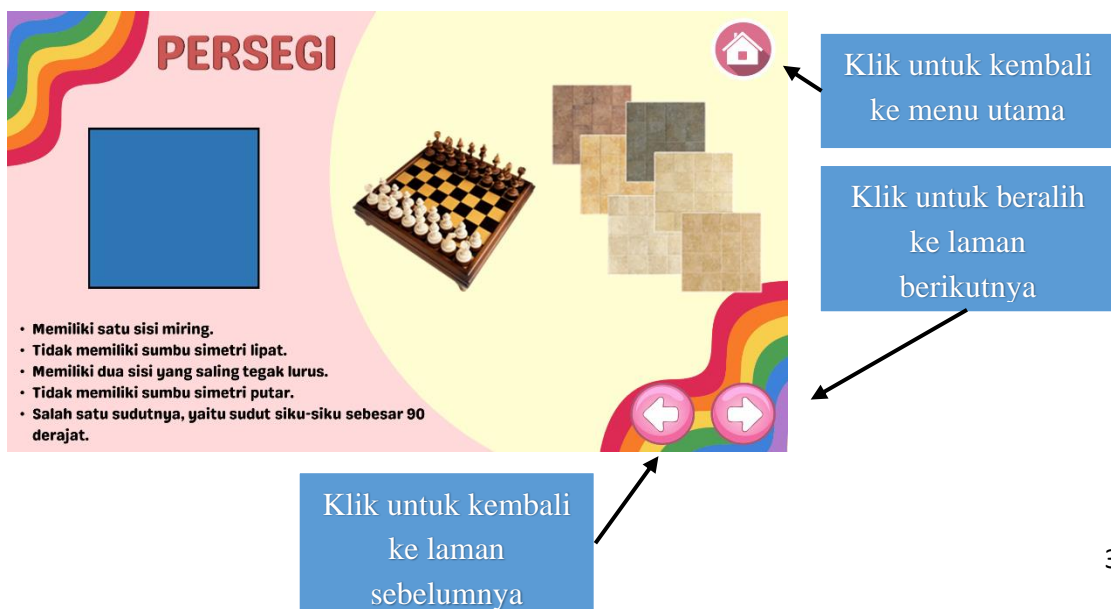 PERSEGI
Klik untuk kembali
ke menu utama
Klik untuk beralih
ke laman
berikutnya
• Memiliki satu sisi miring.
• Tidak memiliki sumbu simetri lipat.
• Memiliki dua sisi yang saling tegak lurus.
• Tidak memiliki sumbu simetri putar.
• Salah satu sudutnya, yaitu sudut siku-siku sebesar 90
derajat.
Klik untuk kembali
ke laman
sebelumnya